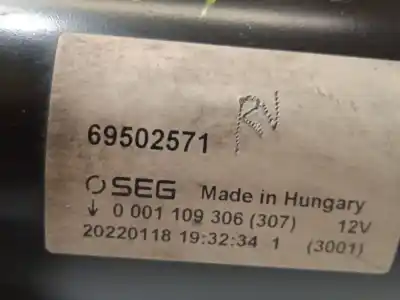 69502571
SEG Made in Hungary
0 001 109 306 (307) 12V
20220118 19:32:34 1 (3001)